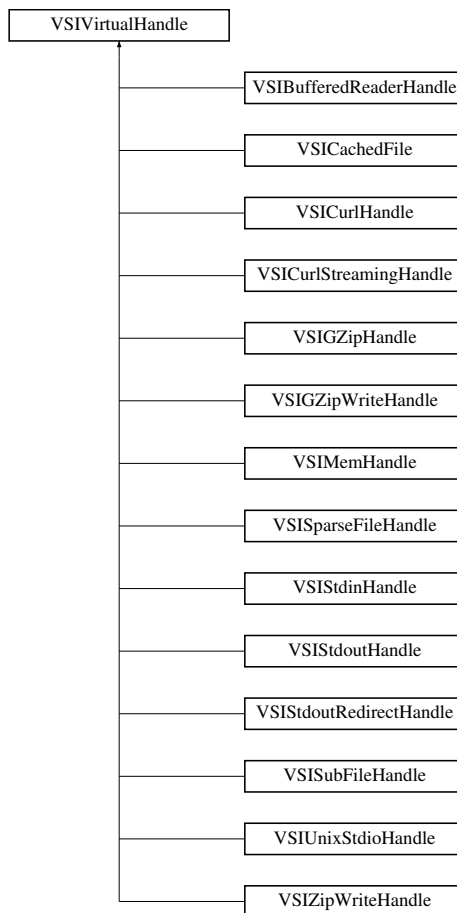 VSIVirtualHandle
VSIBufferedReaderHandle
VSICachedFile
VSICurlHandle
VSICurlStreamingHandle
VSIGZipHandle
VSIGZipWriteHandle
VSIMemHandle
VSISparseFileHandle
VSIStdinHandle
VSIStdoutHandle
VSIStdoutRedirectHandle
VSISubFileHandle
VSIUnixStdioHandle
VSIZipWriteHandle